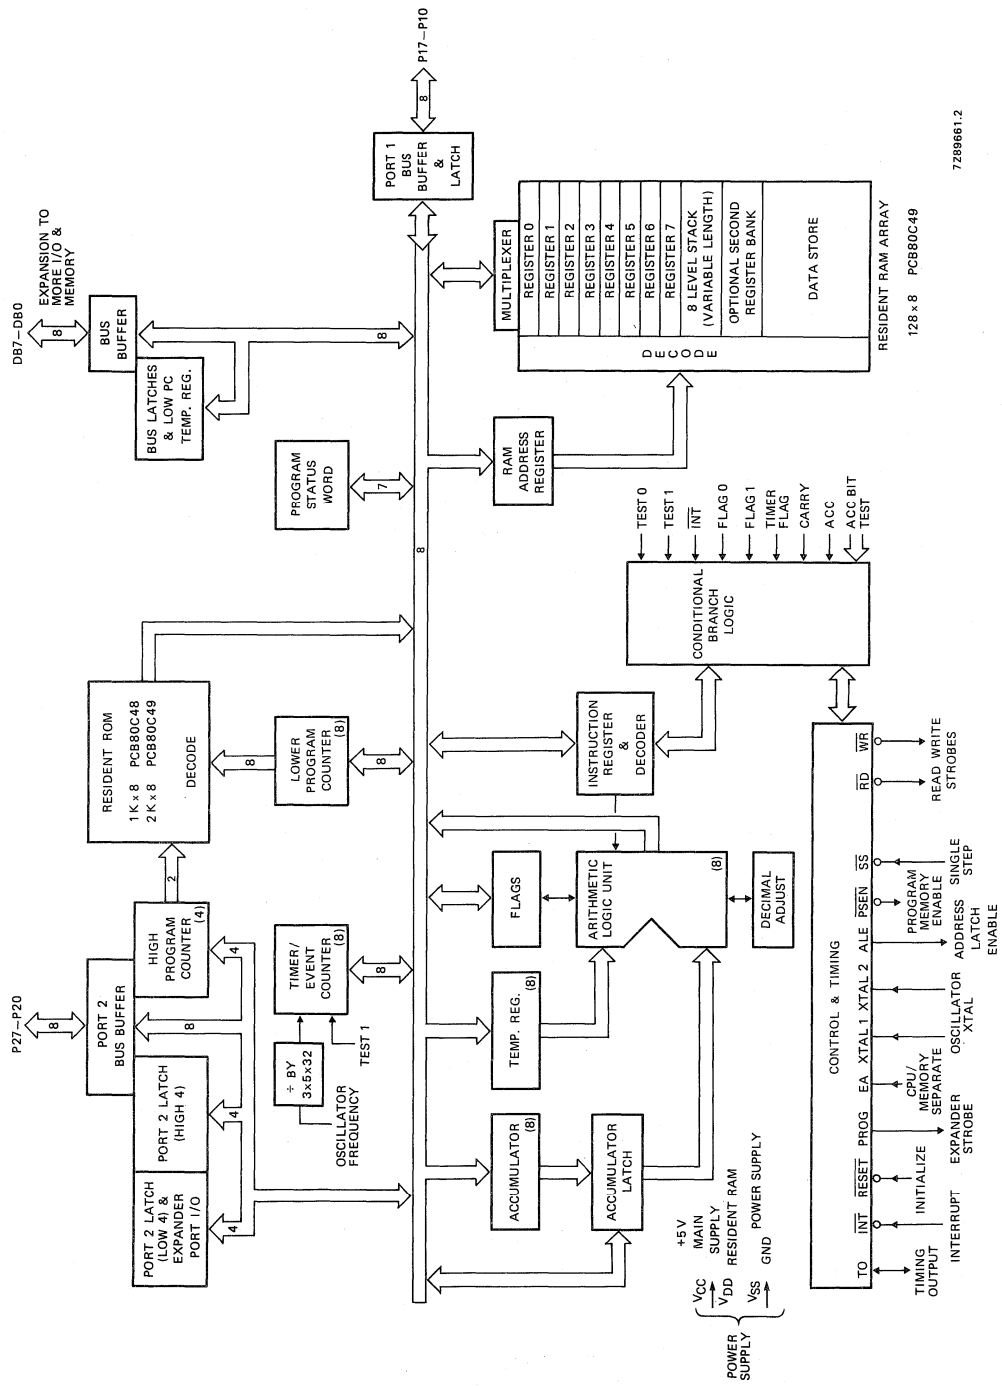 P27–P20
8
PORT 2
BUS BUFFER
PORT 2 LATCH
(LOW 4) &
EXPANDER
PORT I/O
PORT 2 LATCH
(HIGH 4)
HIGH
PROGRAM
COUNTER
(4)
4
4
8
4
2
RESIDENT ROM
1K x 8 PCB80C48
2K x 8 PCB80C49
DECODE
8
DB7–DB0
8
EXPANSION TO
MORE I/O &
MEMORY
BUS
BUFFER
BUS LATCHES
& LOW PC
TEMP. REG.
8
OSCILLATOR
FREQUENCY
÷ BY
3x5x32
TEST 1
TIMER/
EVENT
COUNTER
(8)
8
LOWER
PROGRAM
COUNTER
(8)
8
PROGRAM
STATUS
WORD
7
8
PORT 1
BUS
BUFFER
&
LATCH
8
P17–P10
ACCUMULATOR
(8)
ACCUMULATOR
LATCH
TEMP. REG.
(8)
FLAGS
ARITHMETIC
LOGIC UNIT
(8)
DECIMAL
ADJUST
INSTRUCTION
REGISTER
&
DECODER
RAM
ADDRESS
REGISTER
MULTIPLEXER
DECODE
REGISTER 0
REGISTER 1
REGISTER 2
REGISTER 3
REGISTER 4
REGISTER 5
REGISTER 6
REGISTER 7
8 LEVEL STACK
(VARIABLE LENGTH)
OPTIONAL SECOND
REGISTER BANK
DATA STORE
RESIDENT RAM ARRAY
128 x 8 PCB80C49
CONDITIONAL
BRANCH
LOGIC
TEST 0
TEST 1
I̅N̅T̅
FLAG 0
FLAG 1
TIMER
FLAG
CARRY
ACC
ACC BIT
TEST
POWER
SUPPLY
VCC
+5V
MAIN
SUPPLY
VDD
RESIDENT RAM
POWER SUPPLY
VSS
GND
CONTROL & TIMING
TO
I̅N̅T̅
R̅E̅S̅E̅T̅
PROG
EA
XTAL 1
XTAL 2
ALE
P̅S̅E̅N̅
S̅S̅
R̅D̅
W̅R̅
TIMING
OUTPUT
INTERRUPT
INITIALIZE
EXPANDER
STROBE
CPU/
MEMORY
SEPARATE
OSCILLATOR
XTAL
ADDRESS
LATCH
ENABLE
PROGRAM
MEMORY
ENABLE
SINGLE
STEP
READ WRITE
STROBES
7Z89661.2